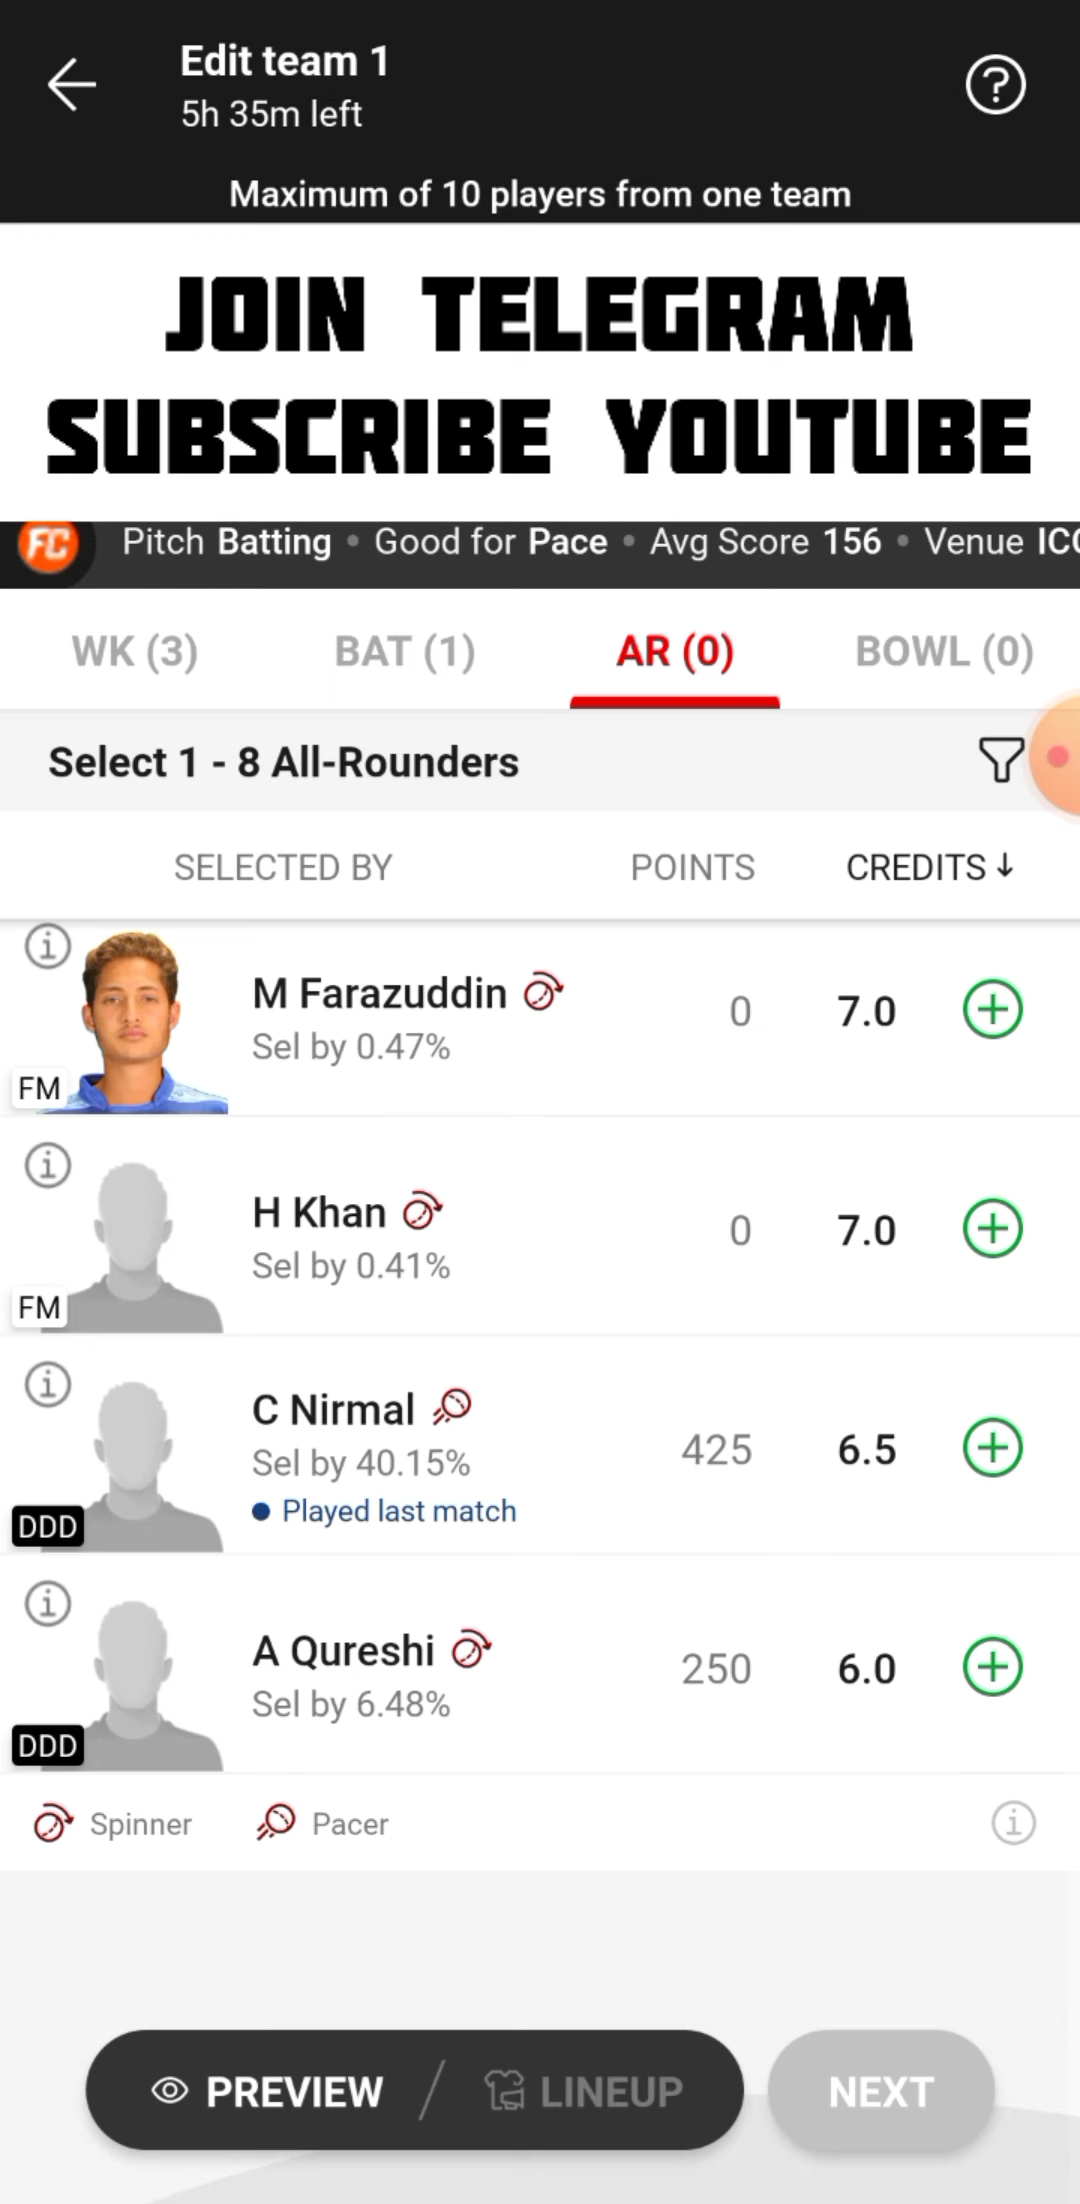 Edit team 1
5h 35m left
Maximum of 10 players from one team
JOIN TELEGRAM
SUBSCRIBE YOUTUBE
FC Pitch Batting • Good for Pace • Avg Score 156 • Venue ICC
WK (3) BAT (1) AR (0) BOWL (0)
Select 1 - 8 All-Rounders
SELECTED BY POINTS CREDITS ↓
M Farazuddin
Sel by 0.47%
0 7.0
FM
H Khan
Sel by 0.41%
0 7.0
FM
C Nirmal
Sel by 40.15%
425 6.5
Played last match
DDD
A Qureshi
Sel by 6.48%
250 6.0
DDD
Spinner Pacer
PREVIEW / LINEUP NEXT